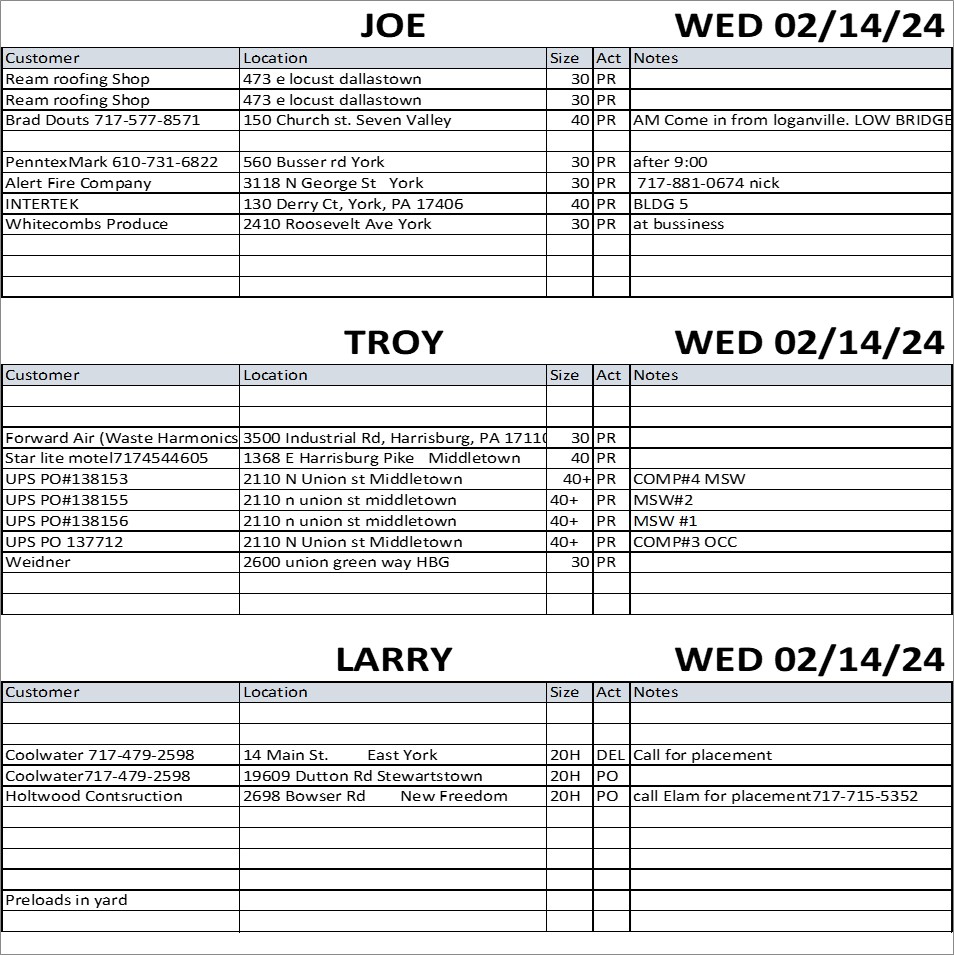 JOE WED 02/14/24
Customer Location Size Act Notes
Ream roofing Shop 473 e locust dallastown 30 PR
Ream roofing Shop 473 e locust dallastown 30 PR
Brad Douts 717-577-8571 150 Church st. Seven Valley 40 PR AM Come in from loganville. LOW BRIDGE
PenntexMark 610-731-6822 560 Busser rd York 30 PR after 9:00
Alert Fire Company 3118 N George St York 30 PR 717-881-0674 nick
INTERTEK 130 Derry Ct, York, PA 17406 40 PR BLDG 5
Whitecombs Produce 2410 Roosevelt Ave York 30 PR at bussiness
TROY WED 02/14/24
Customer Location Size Act Notes
Forward Air (Waste Harmonics 3500 Industrial Rd, Harrisburg, PA 17110 30 PR
Star lite motel7174544605 1368 E Harrisburg Pike Middletown 40 PR
UPS PO#138153 2110 N Union st Middletown 40+ PR COMP#4 MSW
UPS PO#138155 2110 n union st middletown 40+ PR MSW#2
UPS PO#138156 2110 n union st middletown 40+ PR MSW #1
UPS PO 137712 2110 N Union st Middletown 40+ PR COMP#3 OCC
Weidner 2600 union green way HBG 30 PR
LARRY WED 02/14/24
Customer Location Size Act Notes
Coolwater 717-479-2598 14 Main St. East York 20H DEL Call for placement
Coolwater717-479-2598 19609 Dutton Rd Stewartstown 20H PO
Holtwood Contsruction 2698 Bowser Rd New Freedom 20H PO call Elam for placement717-715-5352
Preloads in yard